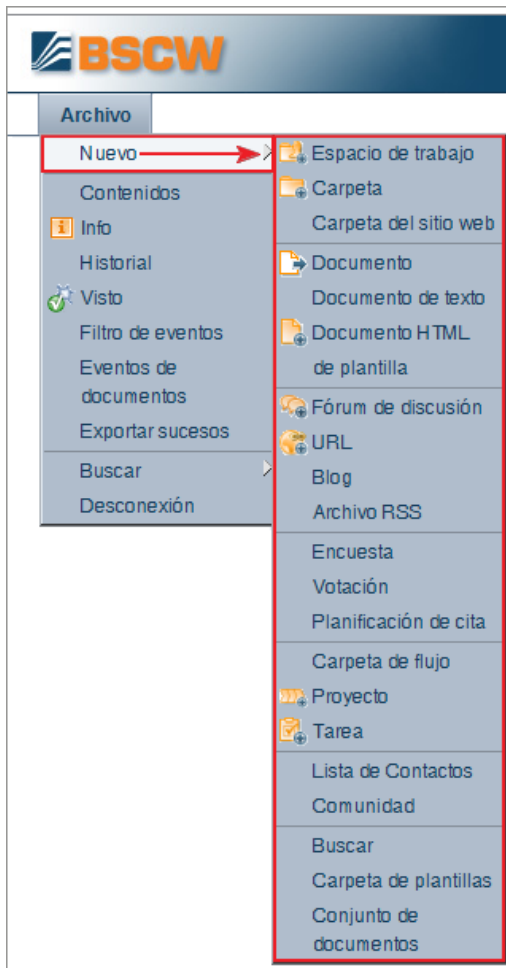 BSCW
Archivo
Nuevo
Contenidos
Info
Historial
Visto
Filtro de eventos
Eventos de
documentos
Exportar sucesos
Buscar
Desconexión
Espacio de trabajo
Carpeta
Carpeta del sitio web
Documento
Documento de texto
Documento HTML
de plantilla
Fórum de discusión
URL
Blog
Archivo RSS
Encuesta
Votación
Planificación de cita
Carpeta de flujo
Proyecto
Tarea
Lista de Contactos
Comunidad
Buscar
Carpeta de plantillas
Conjunto de
documentos